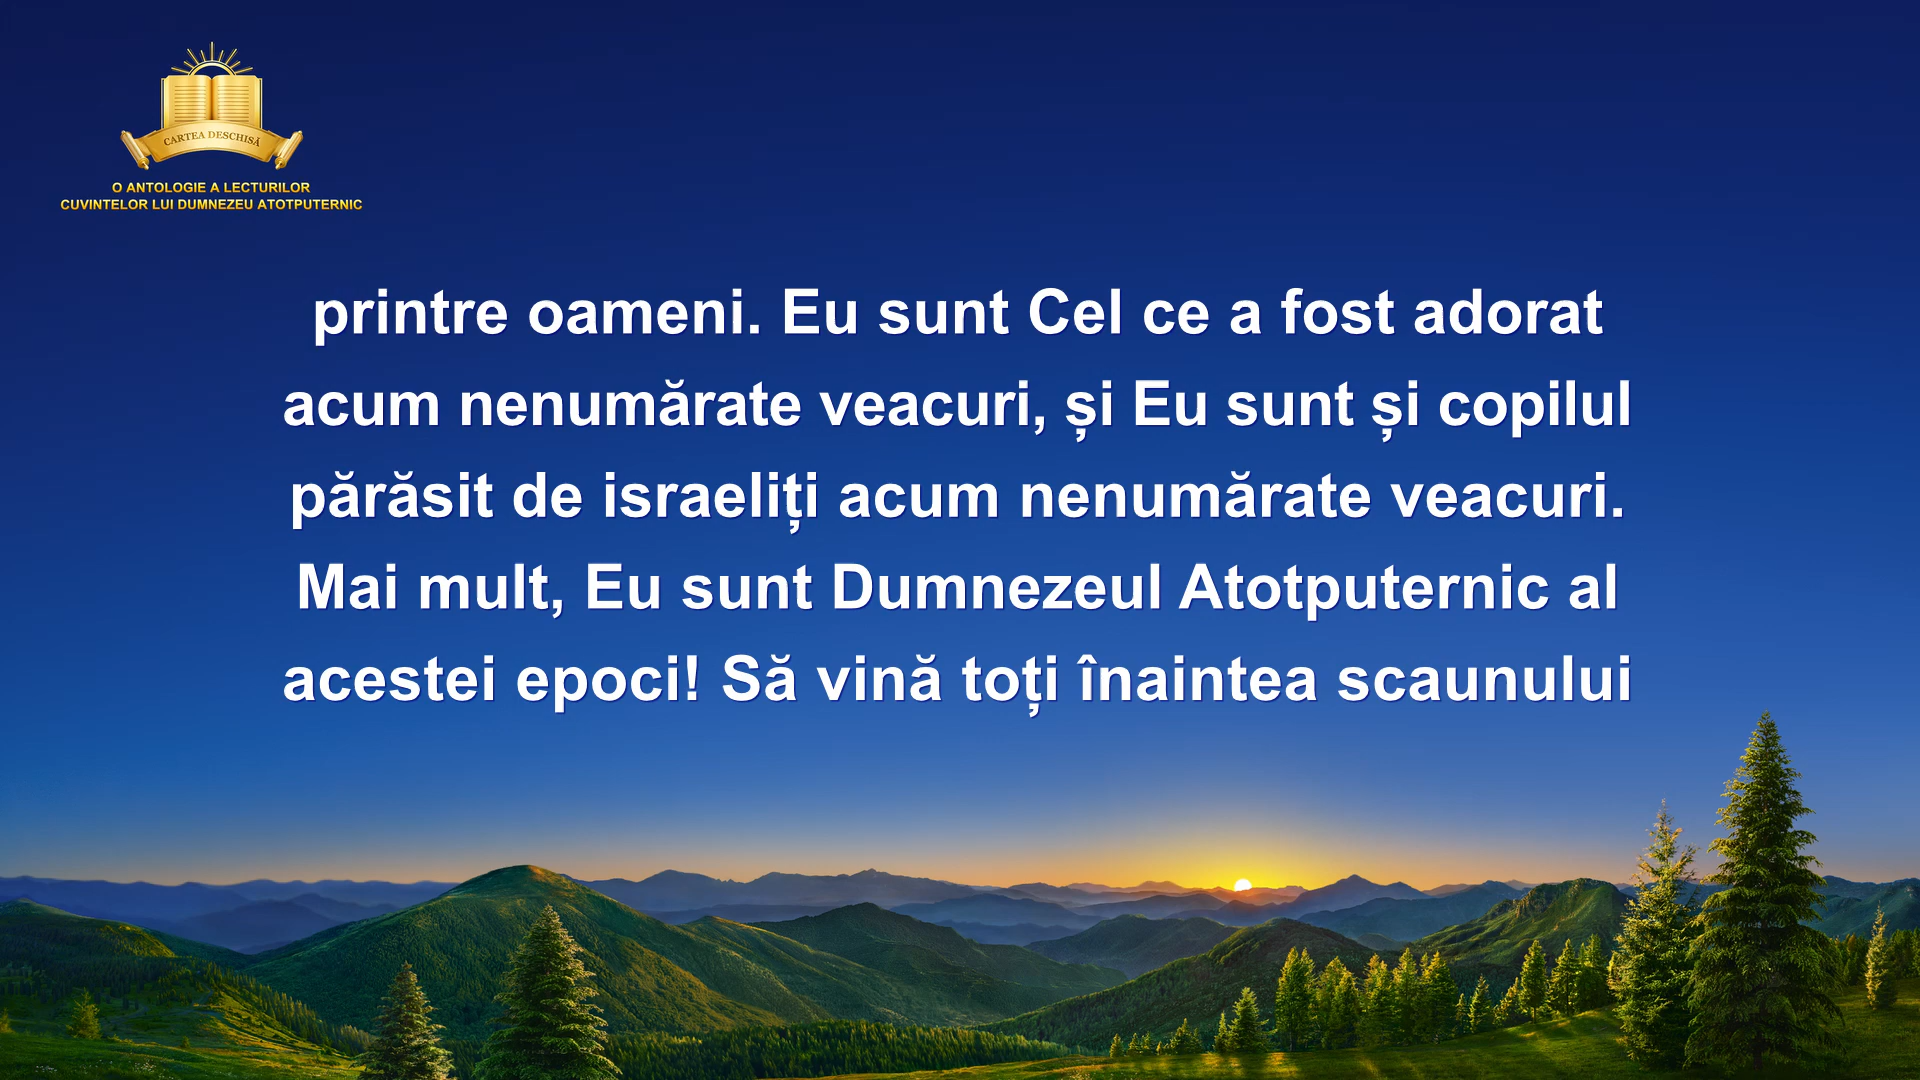 CARTEA DESCHISĂ
O ANTOLOGIE A LECTURILOR
CUVINTELOR LUI DUMNEZEU ATOTPUTERNIC
printre oameni. Eu sunt Cel ce a fost adorat
acum nenumărate veacuri, și Eu sunt și copilul
părăsit de israeliți acum nenumărate veacuri.
Mai mult, Eu sunt Dumnezeul Atotputernic al
acestei epoci! Să vină toți înaintea scaunului